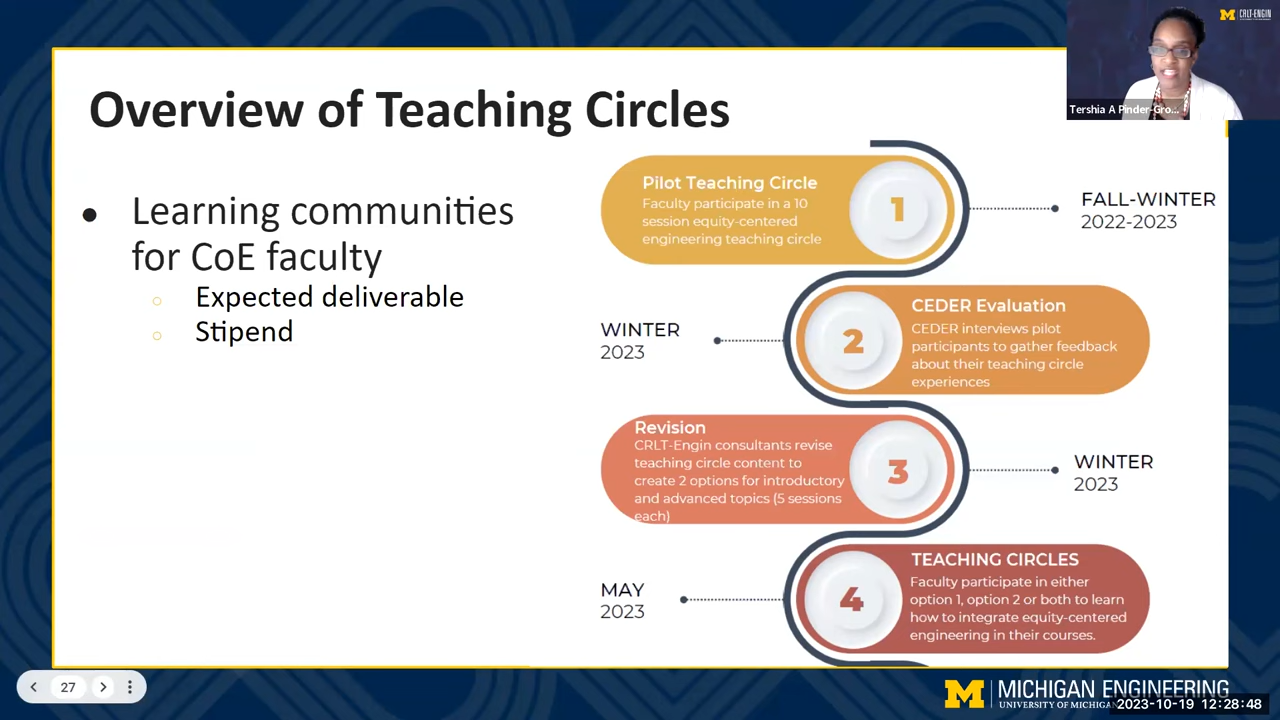 M CRLT-ENGIN
Tershia A Pinder-Gro...
Overview of Teaching Circles
● Learning communities
for CoE faculty
○ Expected deliverable
○ Stipend
Pilot Teaching Circle
Faculty participate in a 10
session equity-centered
engineering teaching circle
1
FALL-WINTER
2022-2023
WINTER
2023
2
CEDER Evaluation
CEDER interviews pilot
participants to gather feedback
about their teaching circle
experiences
Revision
CRLT-Engin consultants revise
teaching circle content to
create 2 options for introductory
and advanced topics (5 sessions
each)
3
WINTER
2023
MAY
2023
4
TEACHING CIRCLES
Faculty participate in either
option 1, option 2 or both to learn
how to integrate equity-centered
engineering in their courses.
27
M MICHIGAN ENGINEERING
UNIVERSITY OF MICHIGAN
2023-10-19 12:28:48